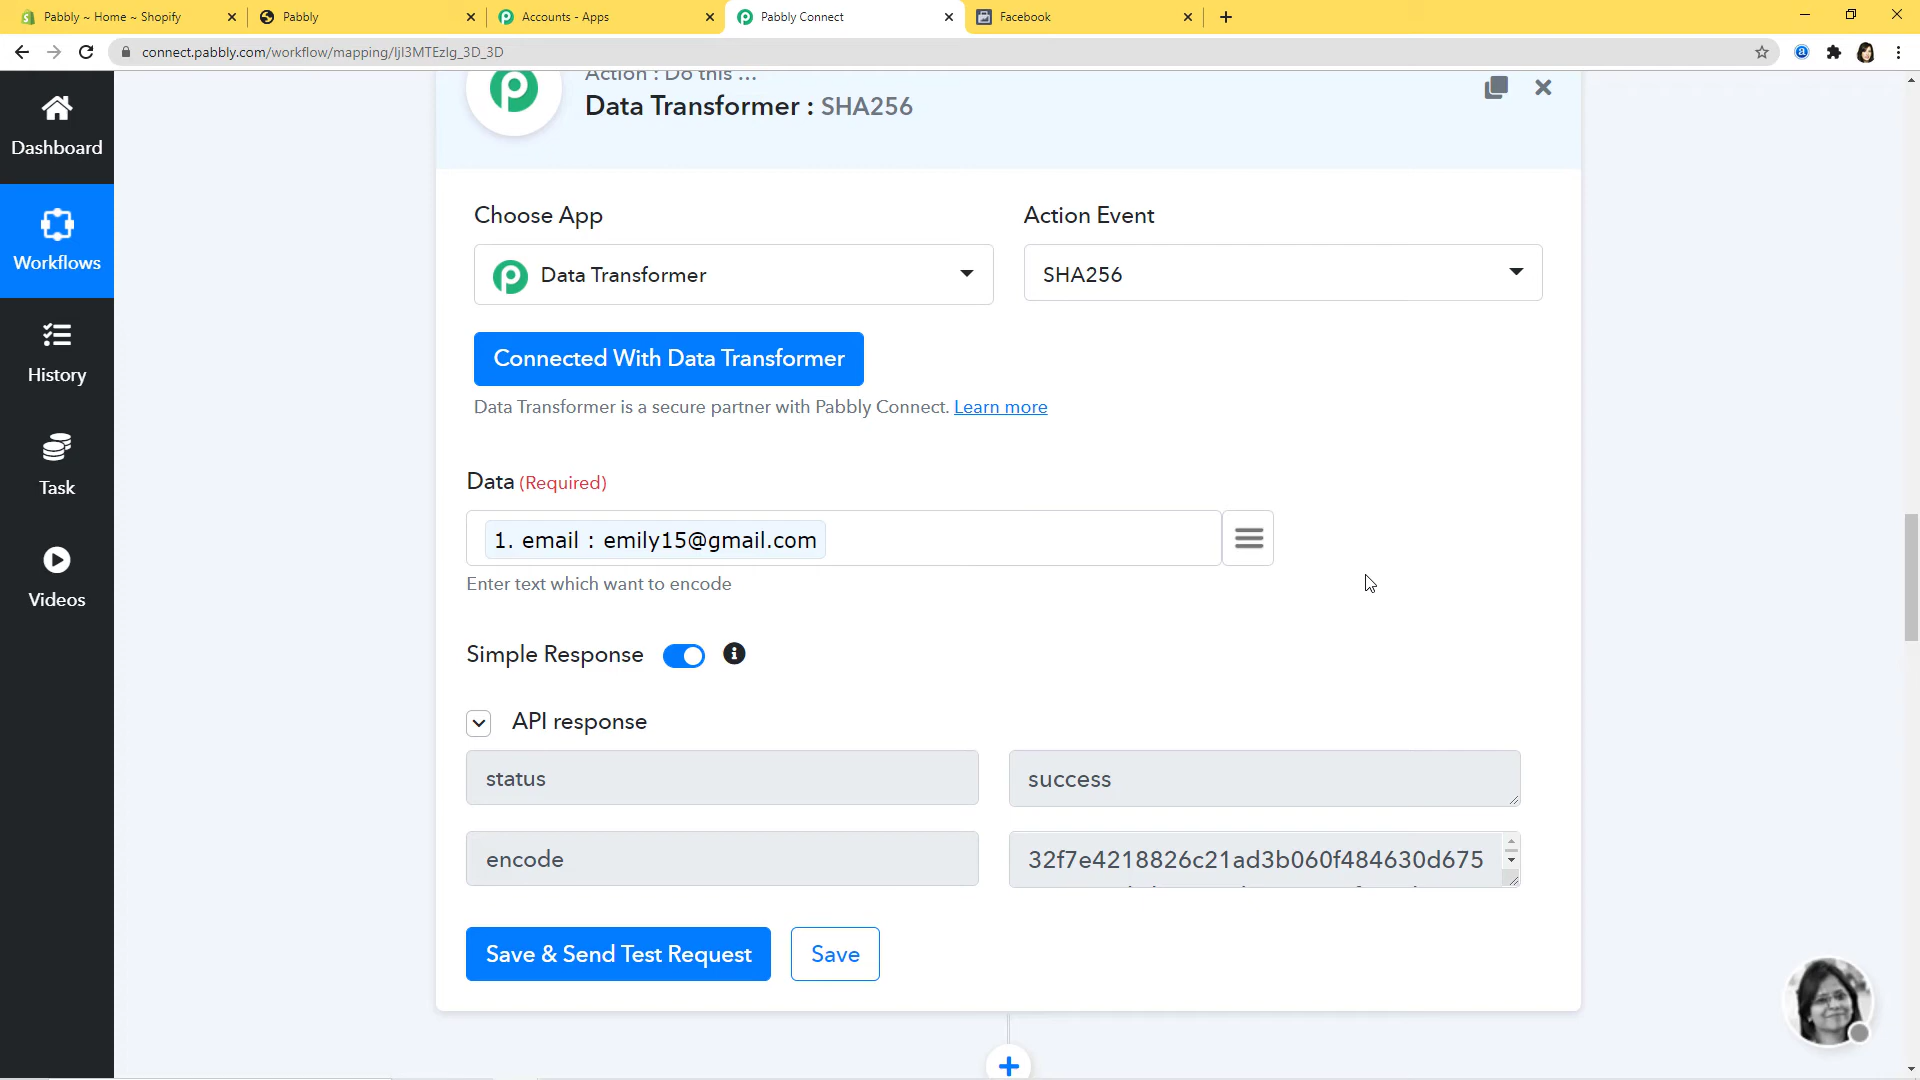 Pabbly ~ Home ~ Shopify
Pabbly
Accounts - Apps
Pabbly Connect
Facebook
connect.pabbly.com/workflow/mapping/IjI3MTEzIg_3D_3D
Action : Do this ...
Data Transformer : SHA256
Dashboard
Workflows
History
Task
Videos
Choose App
Action Event
Data Transformer
SHA256
Connected With Data Transformer
Data Transformer is a secure partner with Pabbly Connect. Learn more
Data (Required)
1. email : emily15@gmail.com
Enter text which want to encode
Simple Response
API response
status
success
encode
32f7e4218826c21ad3b060f484630d675
Save & Send Test Request
Save